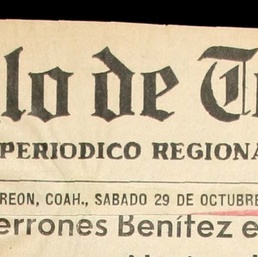 lo de T
PERIODICO REGIONA
REON, COAH., SABADO 29 DE OCTUBRE
errones Benítez e